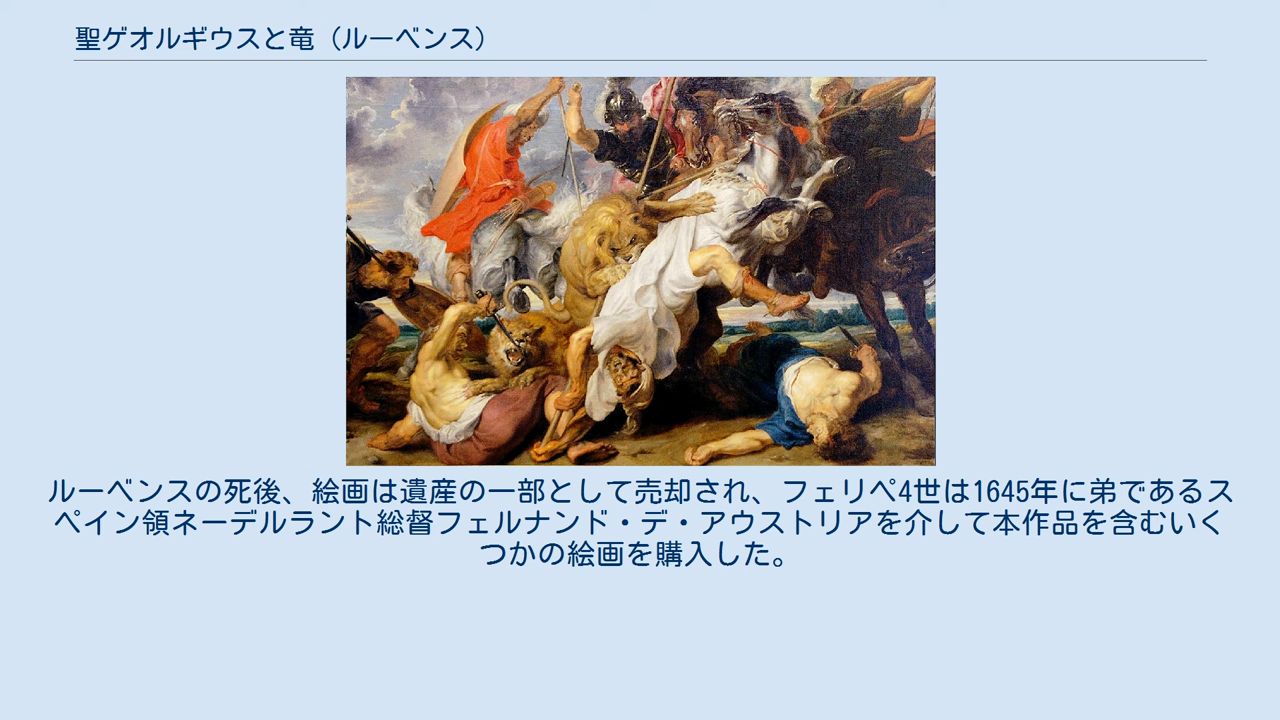 聖ゲオルギウスと竜（ルーベンス）
ルーベンスの死後、絵画は遺産の一部として売却され、フェリペ4世は1645年に弟であるス
ペイン領ネーデルラント総督フェルナンド・デ・アウストリアを介して本作品を含むいく
つかの絵画を購入した。